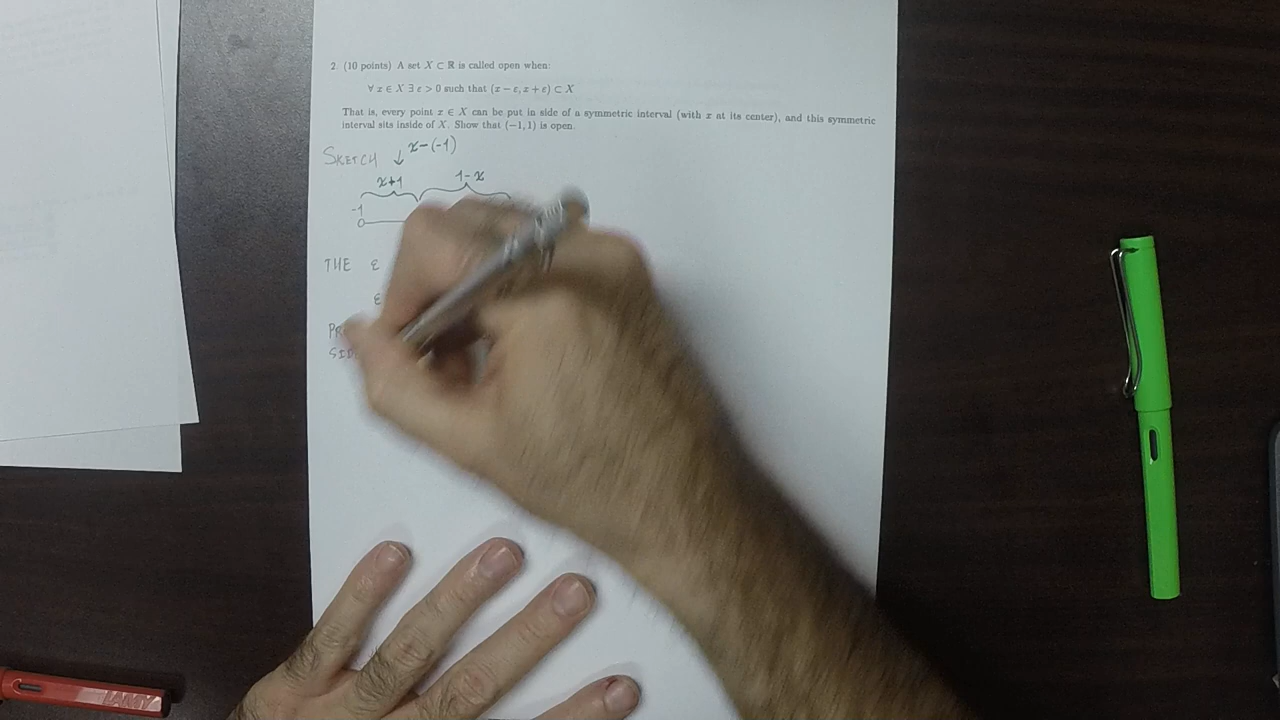 2. (10 points) A set X ⊂ ℝ is called open when:
∀ x ∈ X ∃ ε > 0 such that (x − ε, x + ε) ⊂ X
That is, every point x ∈ X can be put in side of a symmetric interval (with x at its center), and this symmetric
interval sits inside of X. Show that (−1, 1) is open.
SKETCH ↓ x-(-1)
x+1 1-x
-1
THE ε
ε